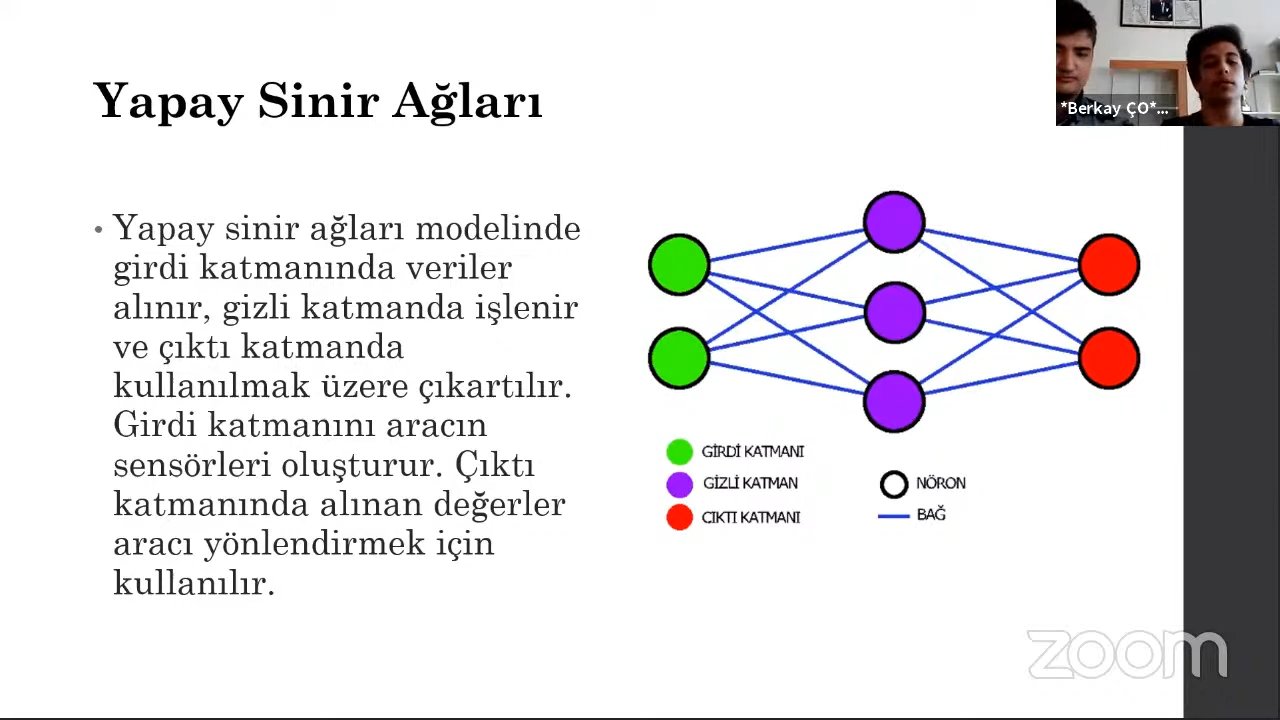 Yapay Sinir Ağları
*Berkay ÇO*...
• Yapay sinir ağları modelinde
girdi katmanında veriler
alınır, gizli katmanda işlenir
ve çıktı katmanda
kullanılmak üzere çıkartılır.
Girdi katmanını aracın
sensörleri oluşturur. Çıktı
katmanında alınan değerler
aracı yönlendirmek için
kullanılır.
GİRDİ KATMANI
GİZLİ KATMAN
ÇIKTI KATMANI
NÖRON
BAĞ
zoom